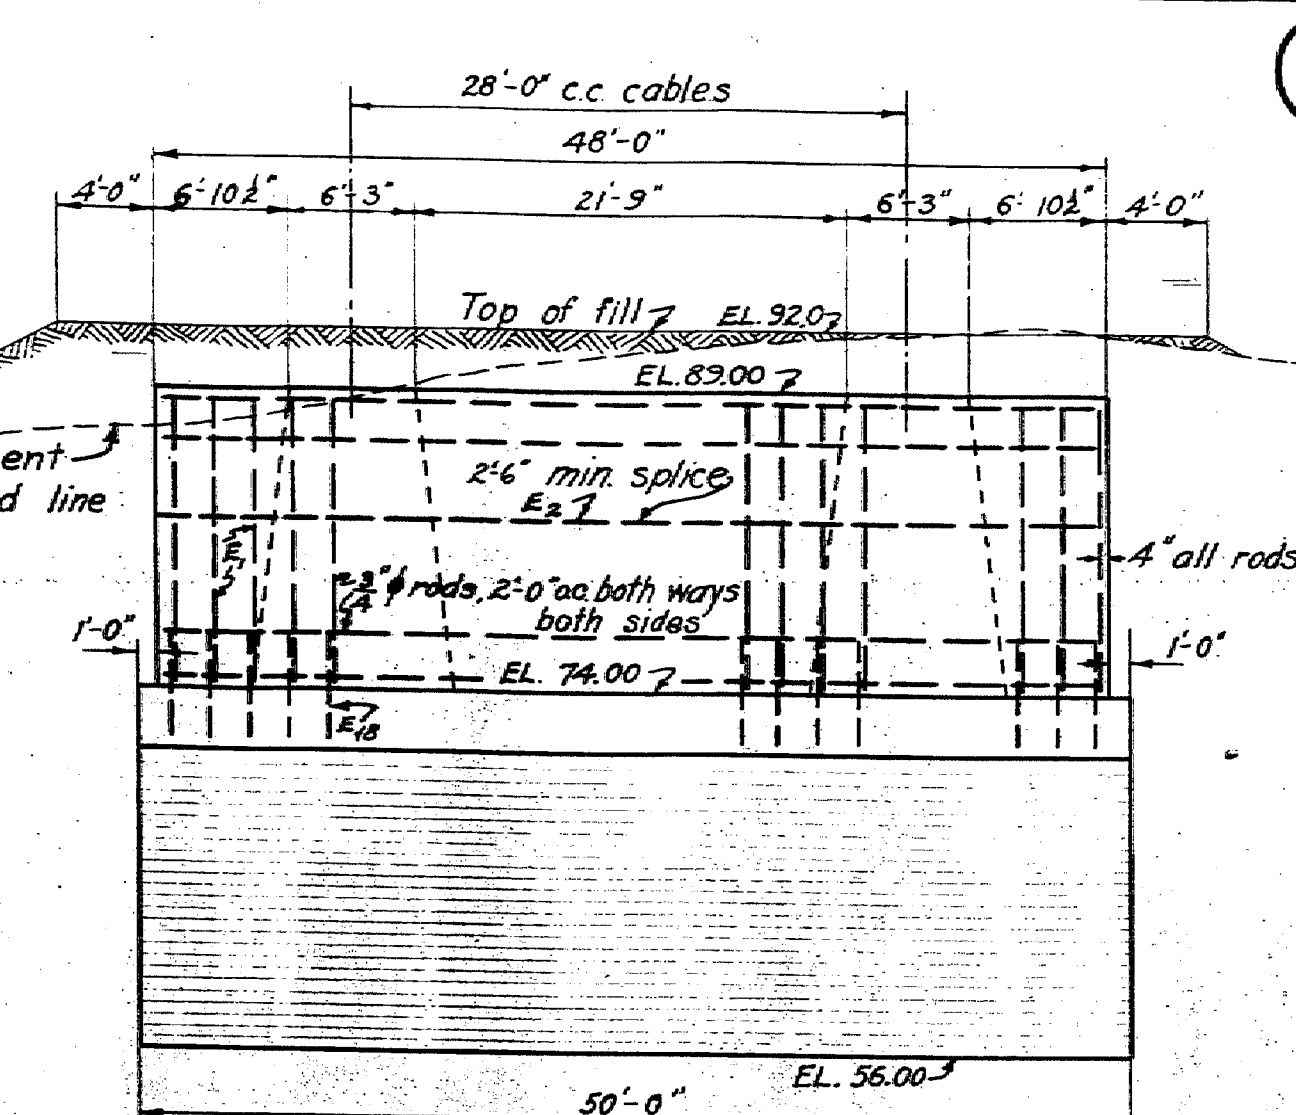 28'-0" c.c. cables
48'-0"
4'-0" 6'-10½" 6'-3" 21'-9" 6'-3" 6'-10½" 4'-0"
Top of fill EL. 92.0
EL. 89.00
ent
d line
2'-6" min. splice
E2
4" all rods
¾"ϕ rods, 2'-0" o.c. both ways
both sides
1'-0" 1'-0"
EL. 74.00
E18
EL. 56.00
50'-0"